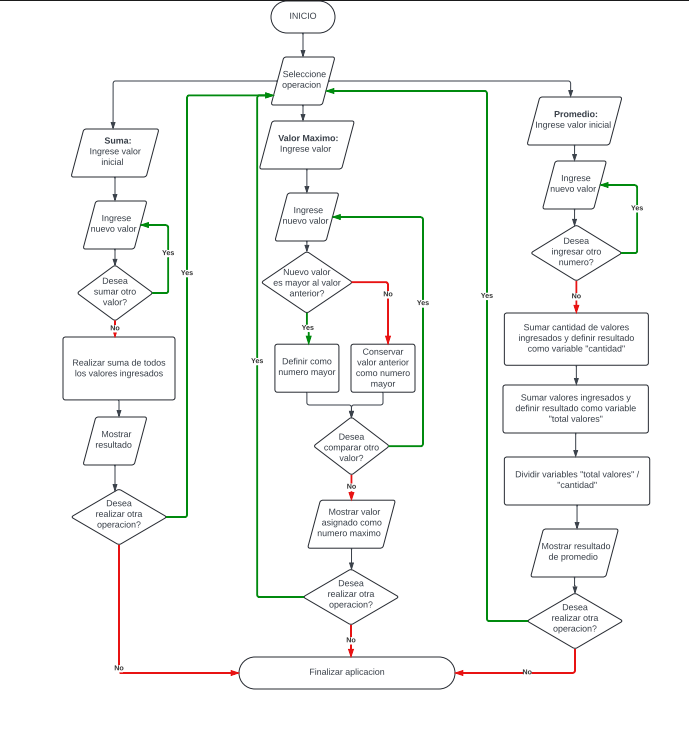 INICIO
Seleccione
operacion
Suma:
Ingrese valor
inicial
Ingrese
nuevo valor
Yes
Desea
sumar otro
valor?
No
Realizar suma de todos
los valores ingresados
Mostrar
resultado
Desea
realizar otra
operacion?
Yes
No
Valor Maximo:
Ingrese valor
Ingrese
nuevo valor
Nuevo valor
es mayor al valor
anterior?
No
Yes
Definir como
numero mayor
Conservar
valor anterior
como numero
mayor
Yes
Desea
comparar otro
valor?
No
Mostrar valor
asignado como
numero maximo
Desea
realizar otra
operacion?
Yes
No
Promedio:
Ingrese valor inicial
Ingrese
nuevo valor
Yes
Desea
ingresar otro
numero?
No
Sumar cantidad de valores
ingresados y definir resultado
como variable "cantidad"
Sumar valores ingresados y
definir resultado como variable
"total valores"
Dividir variables "total valores" /
"cantidad"
Mostrar resultado
de promedio
Desea
realizar otra
operacion?
Yes
No
Finalizar aplicacion